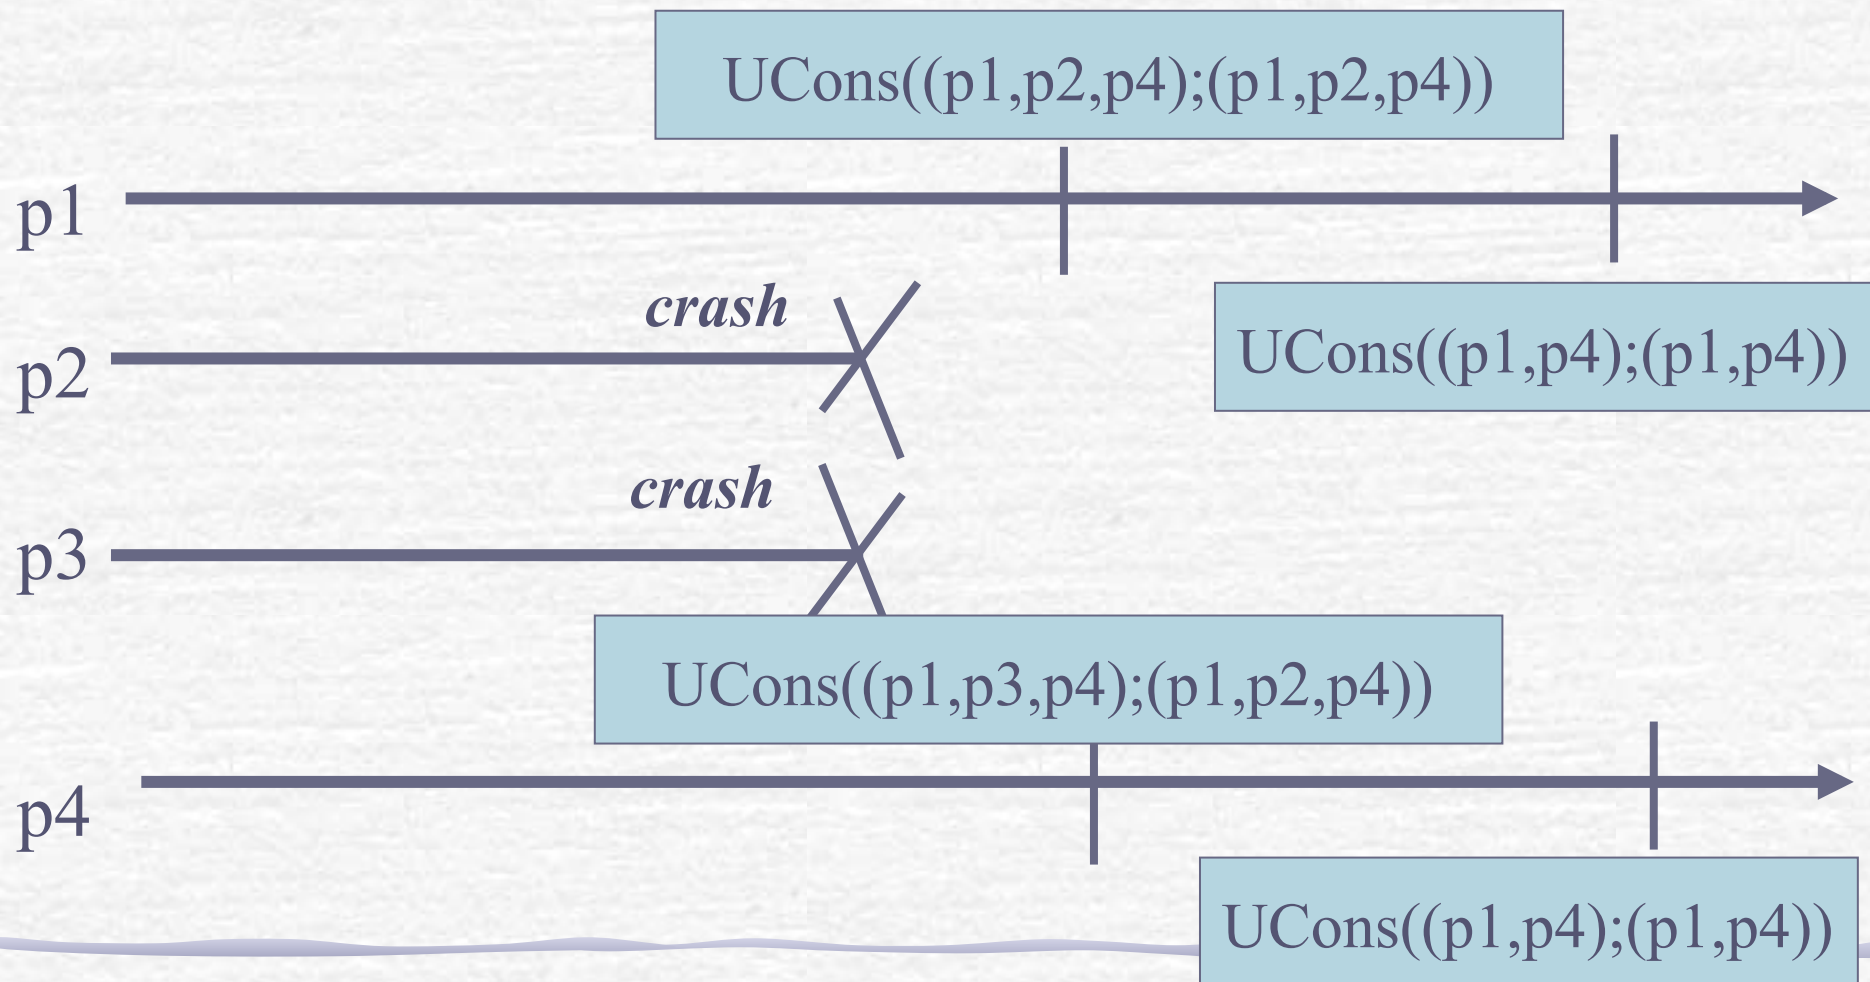 UCons((p1,p2,p4);(p1,p2,p4))
p1
crash
p2
UCons((p1,p4);(p1,p4))
crash
p3
UCons((p1,p3,p4);(p1,p2,p4))
p4
UCons((p1,p4);(p1,p4))